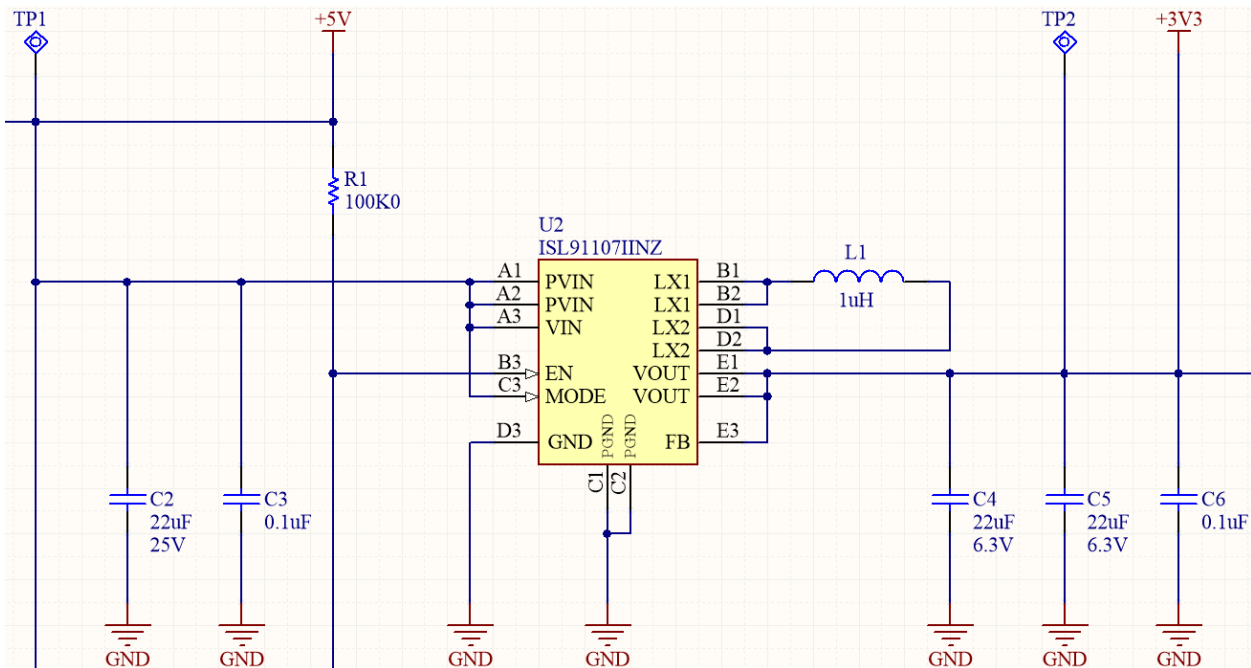 TP1
+5V
TP2
+3V3
R1
100K0
U2
ISL91107IINZ
L1
1uH
A1 PVIN LX1 B1
A2 PVIN LX1 B2
A3 VIN LX2 D1
LX2 D2
B3 EN VOUT E1
C3 MODE VOUT E2
D3 GND PGND PGND FB E3
C1 C2
C2
22uF
25V
C3
0.1uF
C4
22uF
6.3V
C5
22uF
6.3V
C6
0.1uF
GND
GND
GND
GND
GND
GND
GND